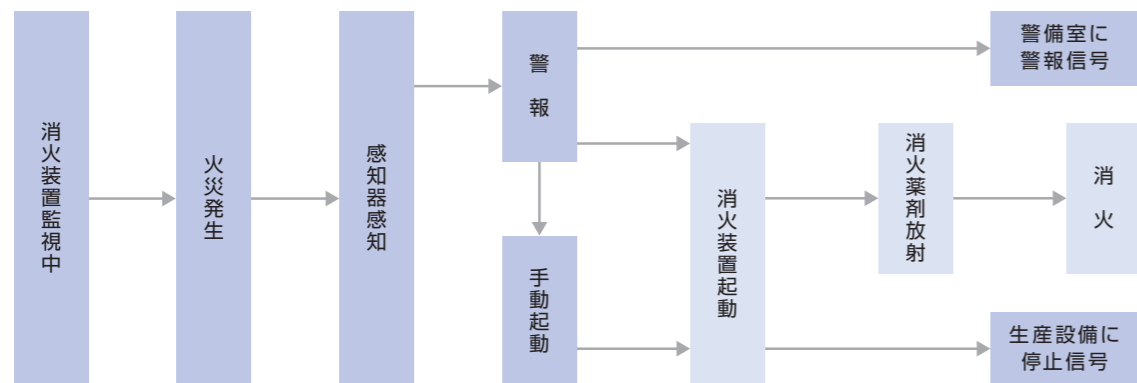 消火装置監視中
火災発生
感知器感知
警報
手動起動
消火装置起動
消火薬剤放射
消火
警備室に
警報信号
生産設備に
停止信号